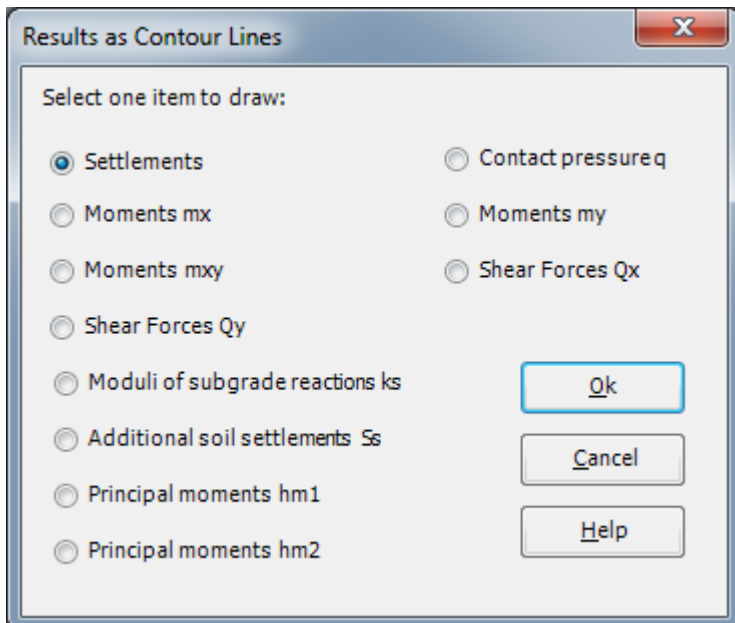 Results as Contour Lines
Select one item to draw:
Settlements
Contact pressure q
Moments mx
Moments my
Moments mxy
Shear Forces Qx
Shear Forces Qy
Moduli of subgrade reactions ks
Ok
Additional soil settlements Ss
Cancel
Principal moments hm1
Help
Principal moments hm2